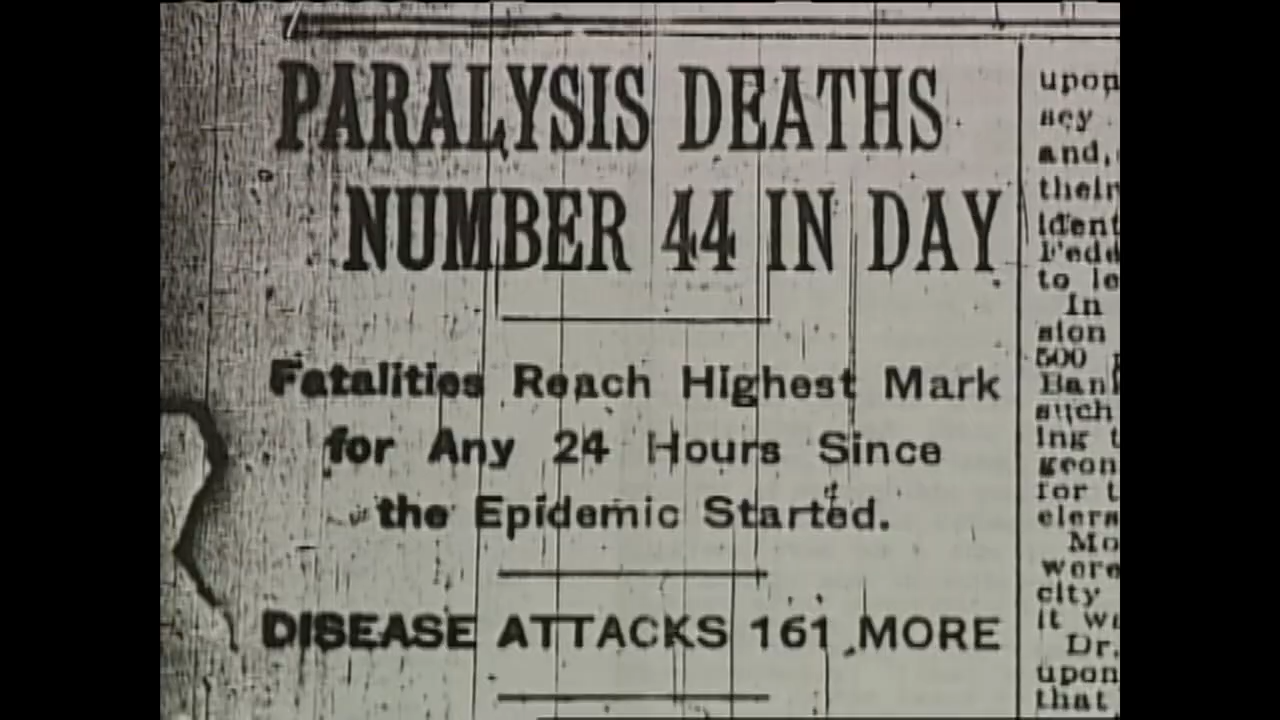 PARALYSIS DEATHS
NUMBER 44 IN DAY
Fatalities Reach Highest Mark
for Any 24 Hours Since
the Epidemic Started.
DISEASE ATTACKS 161 MORE
upon
sey
and,
their
ident
to le
In
sion
500
Ban
such
ing t
geon
for t
elers
Mo
were
city
it w
Dr.
upon
that